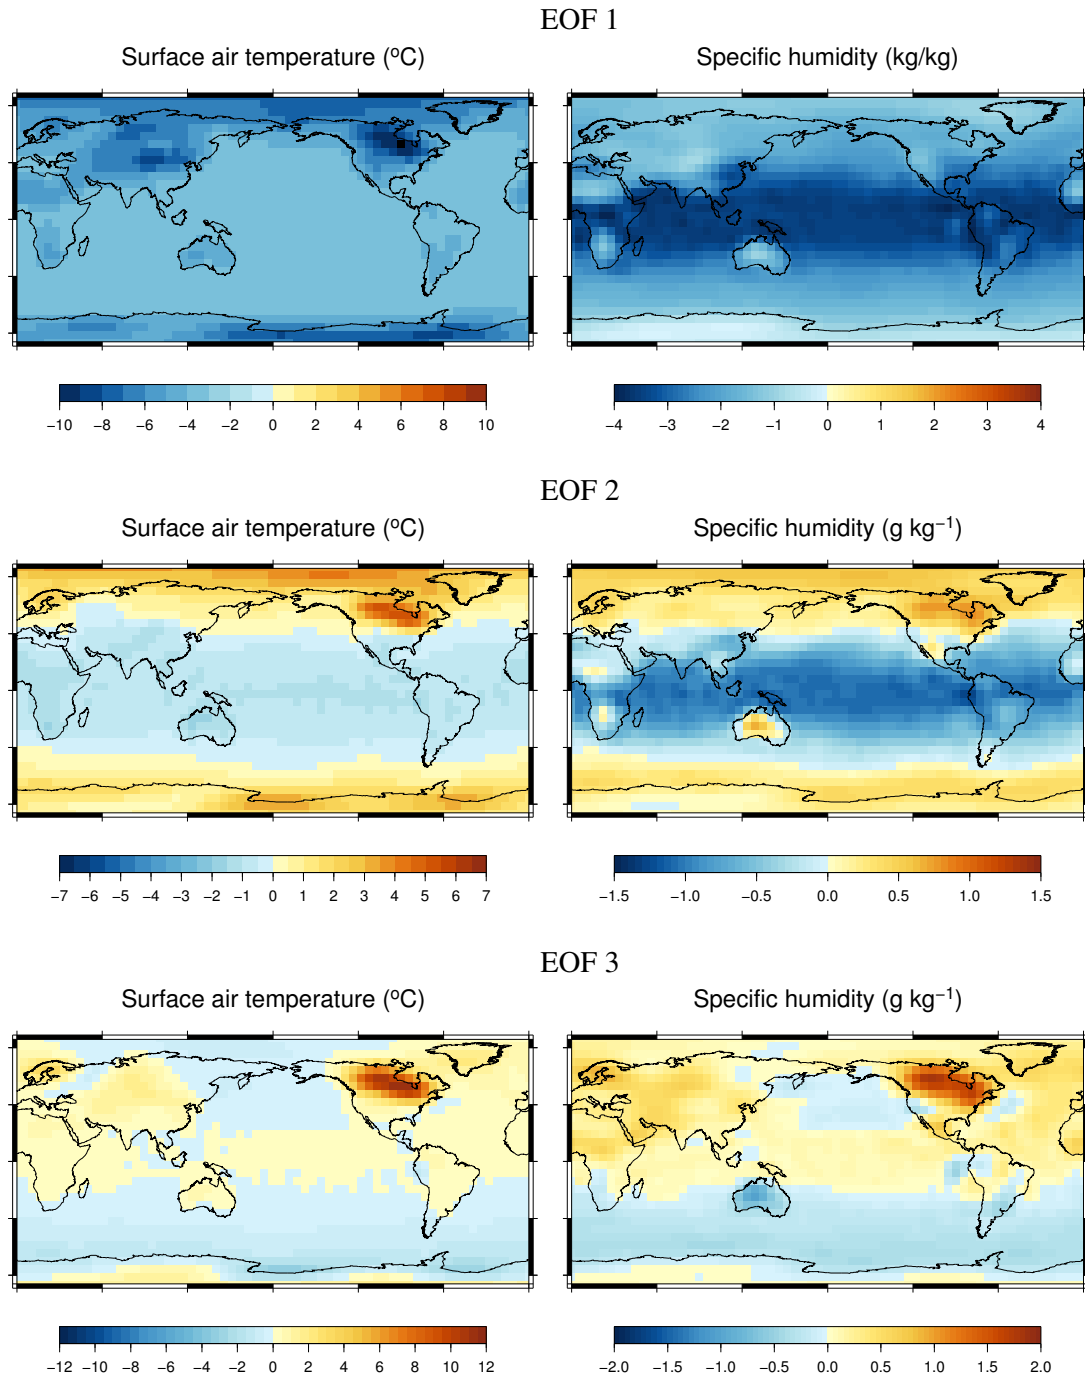 EOF 1
Surface air temperature (ºC) Specific humidity (kg/kg)
−10 −8 −6 −4 −2 0 2 4 6 8 10 −4 −3 −2 −1 0 1 2 3 4
EOF 2
Surface air temperature (ºC) Specific humidity (g kg⁻¹)
−7 −6 −5 −4 −3 −2 −1 0 1 2 3 4 5 6 7 −1.5 −1.0 −0.5 0.0 0.5 1.0 1.5
EOF 3
Surface air temperature (ºC) Specific humidity (g kg⁻¹)
−12 −10 −8 −6 −4 −2 0 2 4 6 8 10 12 −2.0 −1.5 −1.0 −0.5 0.0 0.5 1.0 1.5 2.0